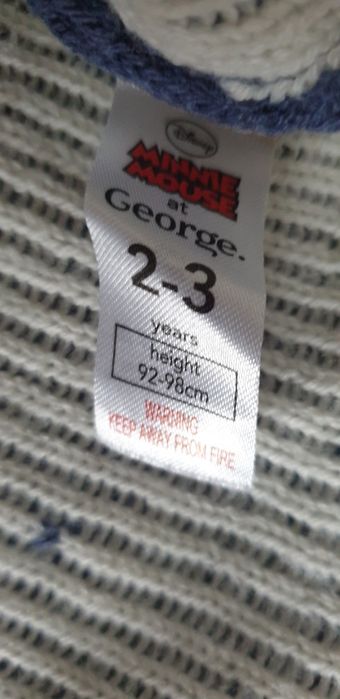 Disney
MINNIE
MOUSE
at
George.
2-3
years
height
92-98cm
WARNING
KEEP AWAY FROM FIRE